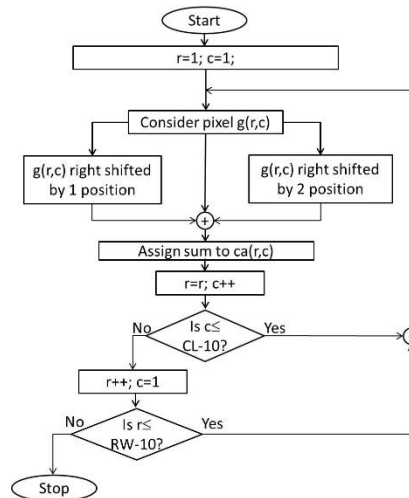 Start
r=1; c=1;
Consider pixel g(r,c)
g(r,c) right shifted
by 1 position
g(r,c) right shifted
by 2 position
+
Assign sum to ca(r,c)
r=r; c++
No
Is c≤
CL-10?
Yes
r++; c=1
No
Is r≤
RW-10?
Yes
Stop